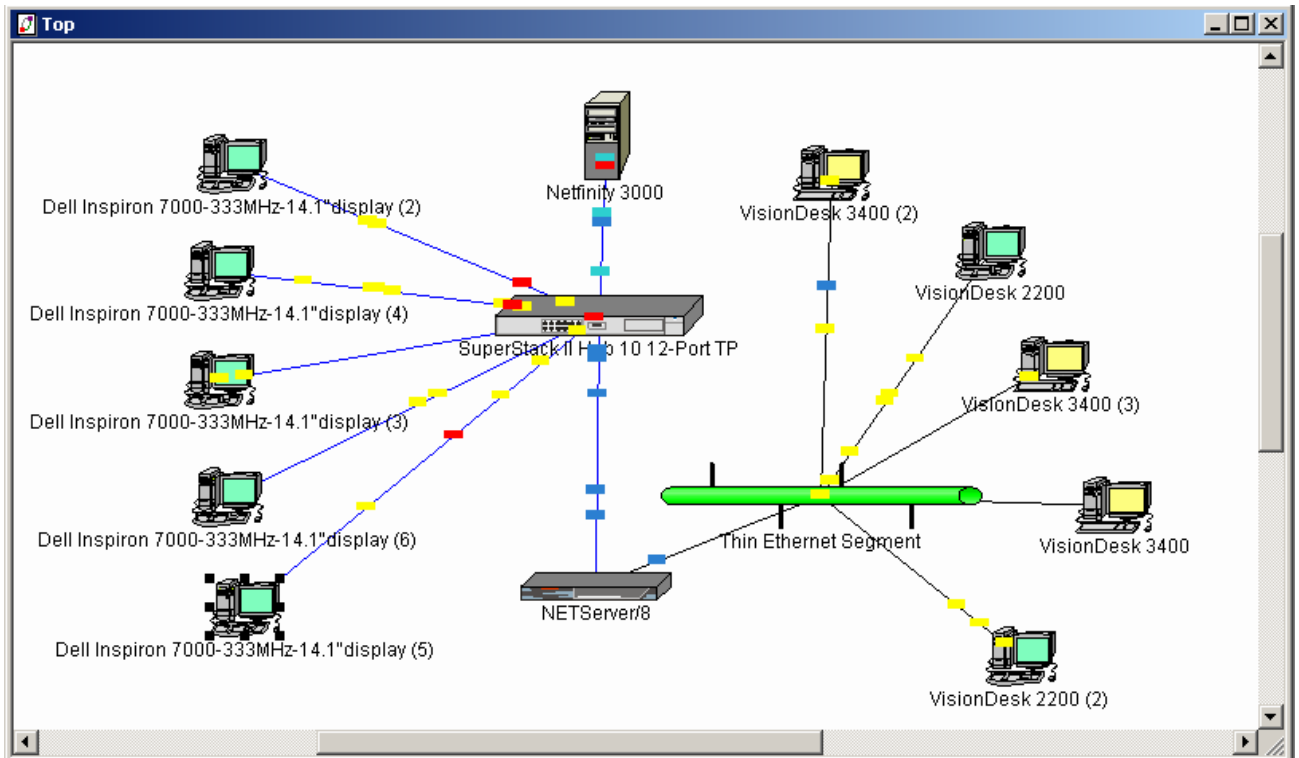 Top
Netfinity 3000
Dell Inspiron 7000-333MHz-14.1"display (2)
VisionDesk 3400 (2)
VisionDesk 2200
Dell Inspiron 7000-333MHz-14.1"display (4)
SuperStack II Hub 10 12-Port TP
VisionDesk 3400 (3)
Dell Inspiron 7000-333MHz-14.1"display (3)
Dell Inspiron 7000-333MHz-14.1"display (6)
Thin Ethernet Segment
VisionDesk 3400
NETServer/8
Dell Inspiron 7000-333MHz-14.1"display (5)
VisionDesk 2200 (2)